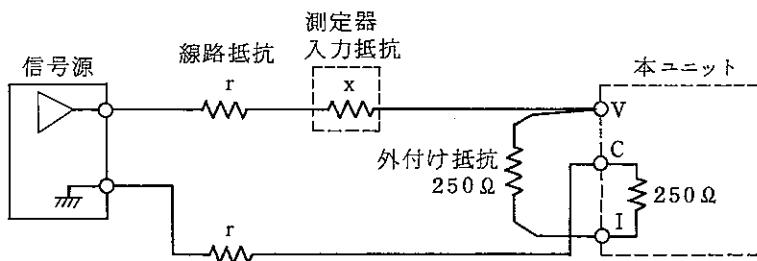 測定器
入力抵抗
線路抵抗
信号源
本ユニット
r
x
V
外付け抵抗
250Ω
C
250Ω
I
r